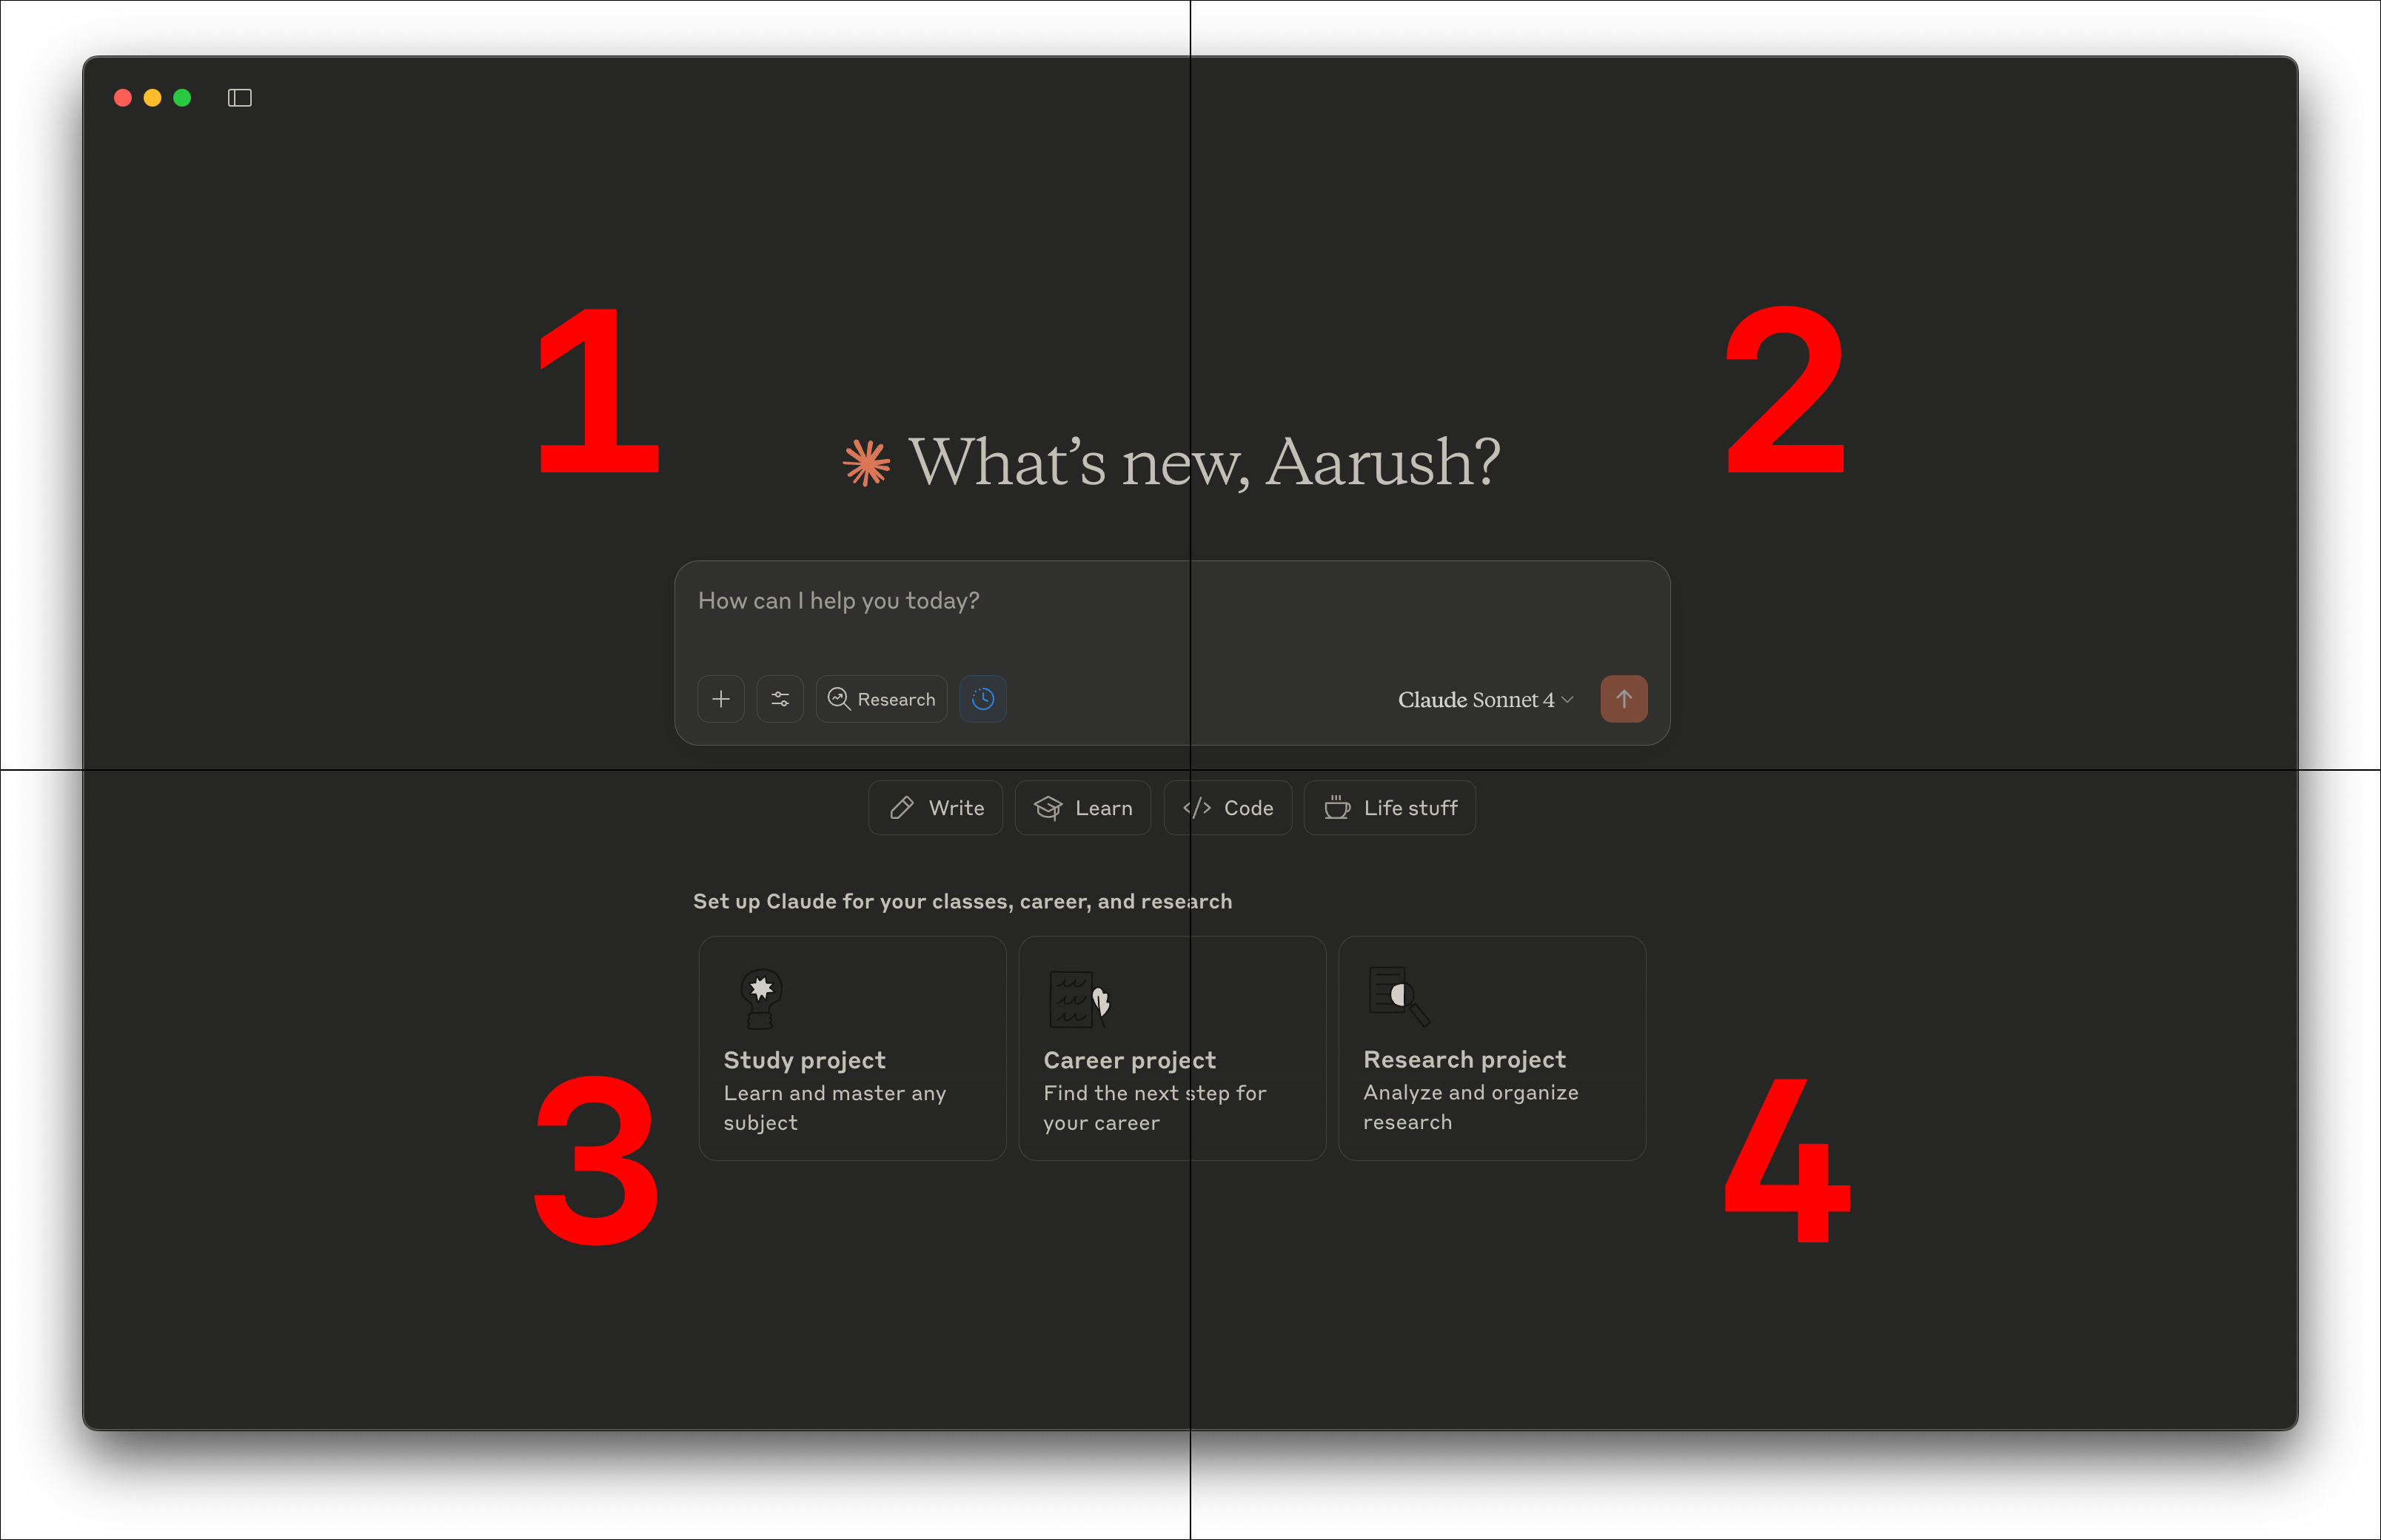 1
2
What’s new, Aarush?
How can I help you today?
Research
Claude Sonnet 4
Write
Learn
</> Code
Life stuff
Set up Claude for your classes, career, and research
Study project
Learn and master any
subject
Career project
Find the next step for
your career
Research project
Analyze and organize
research
3
4